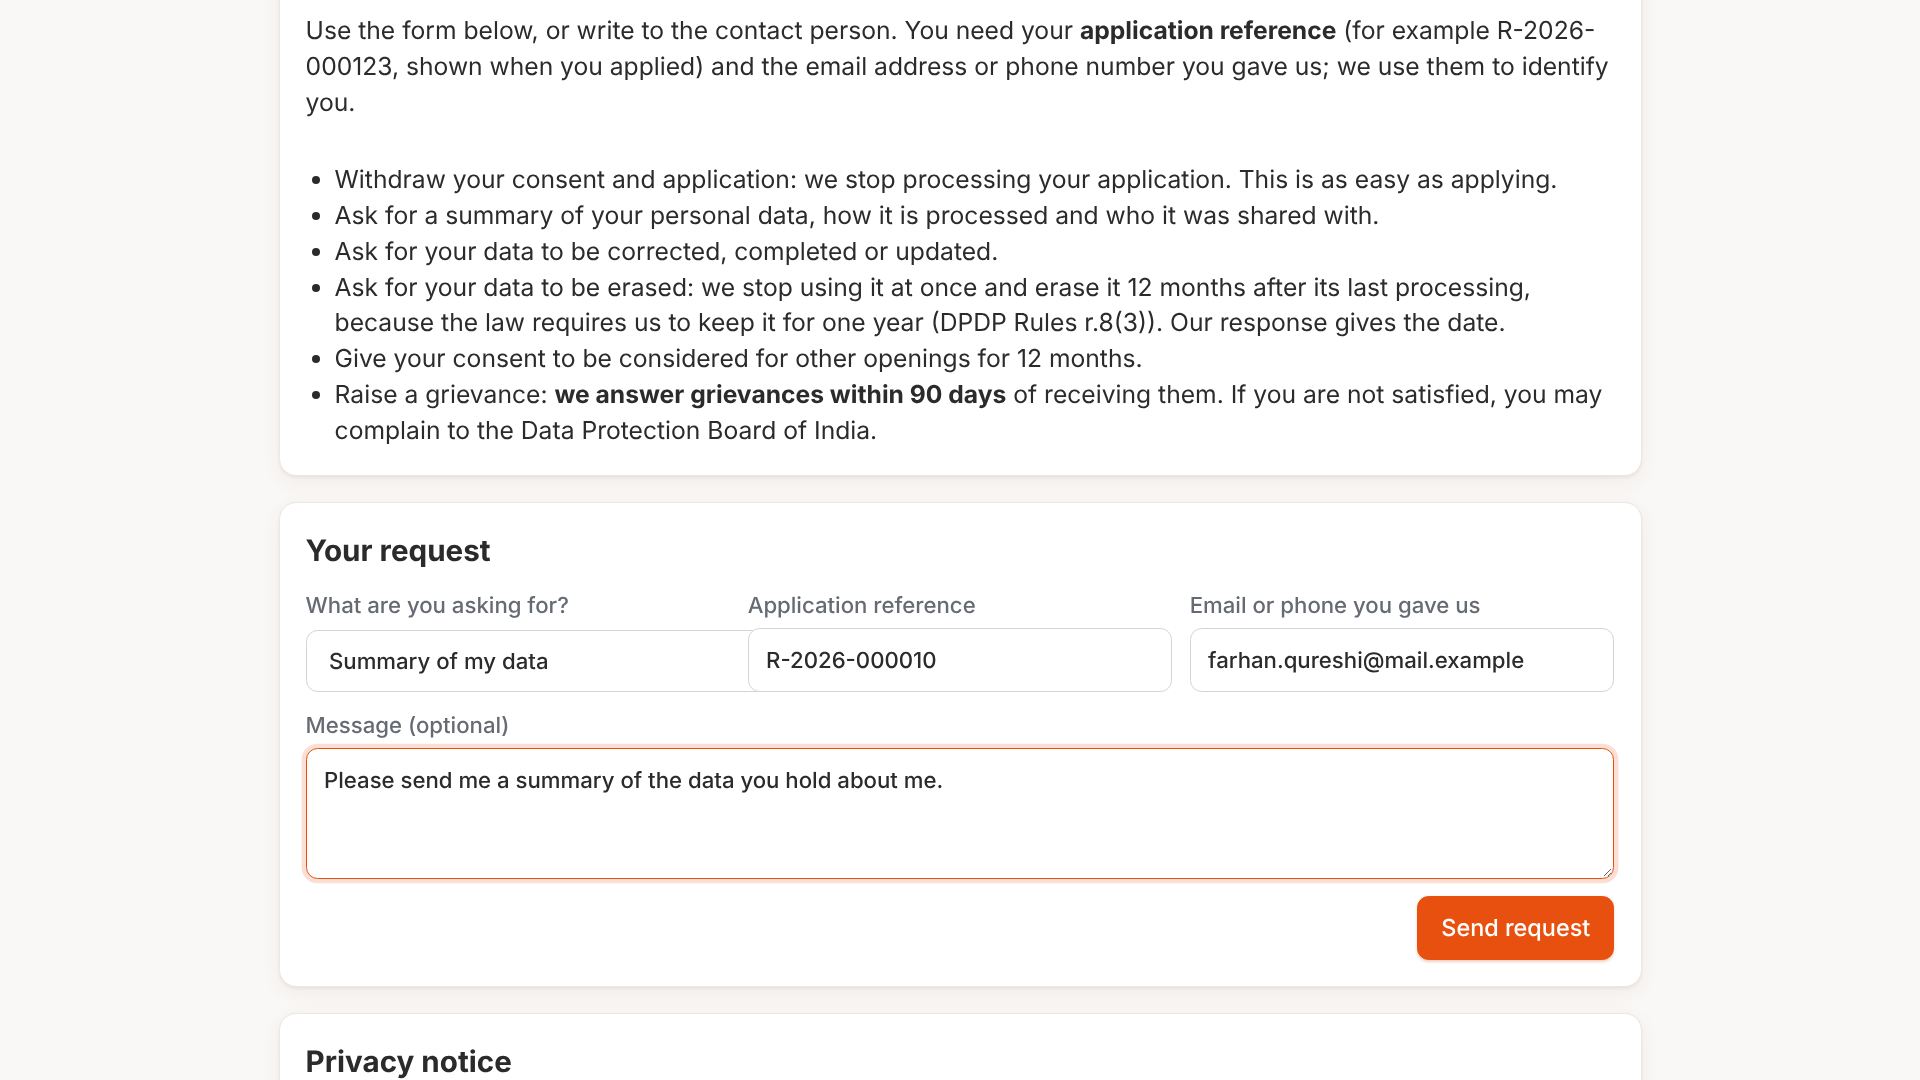 Use the form below, or write to the contact person. You need your application reference (for example R-2026-
000123, shown when you applied) and the email address or phone number you gave us; we use them to identify
you.
• Withdraw your consent and application: we stop processing your application. This is as easy as applying.
• Ask for a summary of your personal data, how it is processed and who it was shared with.
• Ask for your data to be corrected, completed or updated.
• Ask for your data to be erased: we stop using it at once and erase it 12 months after its last processing,
because the law requires us to keep it for one year (DPDP Rules r.8(3)). Our response gives the date.
• Give your consent to be considered for other openings for 12 months.
• Raise a grievance: we answer grievances within 90 days of receiving them. If you are not satisfied, you may
complain to the Data Protection Board of India.
Your request
What are you asking for? Application reference Email or phone you gave us
Summary of my data R-2026-000010 farhan.qureshi@mail.example
Message (optional)
Please send me a summary of the data you hold about me.
Send request
Privacy notice